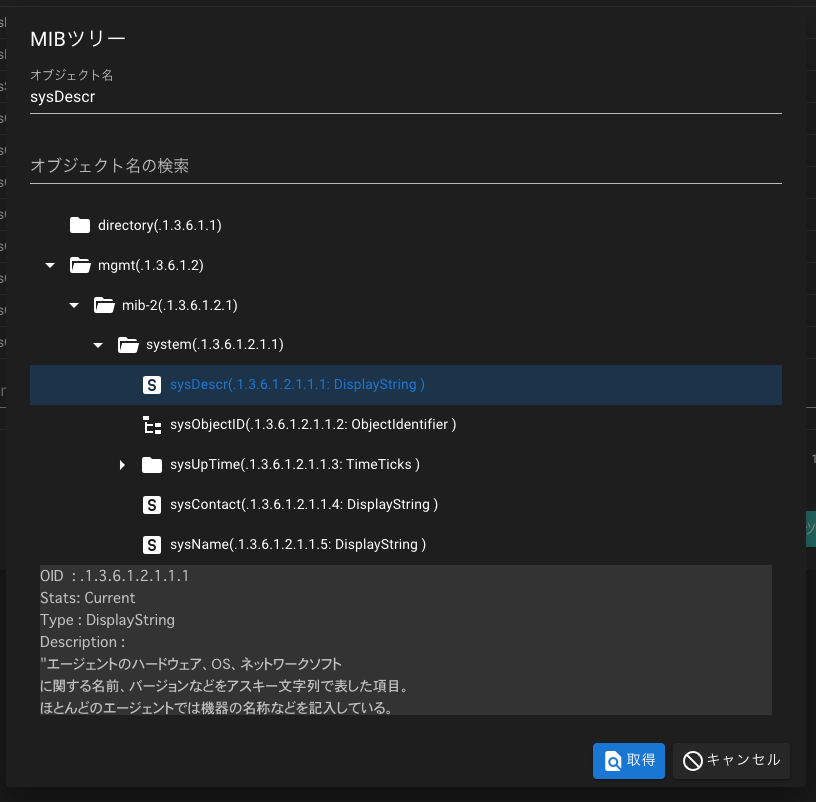 MIBツリー
オブジェクト名
sysDescr
オブジェクト名の検索
directory(.1.3.6.1.1)
mgmt(.1.3.6.1.2)
mib-2(.1.3.6.1.2.1)
system(.1.3.6.1.2.1.1)
S sysDescr(.1.3.6.1.2.1.1.1: DisplayString )
sysObjectID(.1.3.6.1.2.1.1.2: ObjectIdentifier )
sysUpTime(.1.3.6.1.2.1.1.3: TimeTicks )
S sysContact(.1.3.6.1.2.1.1.4: DisplayString )
S sysName(.1.3.6.1.2.1.1.5: DisplayString )
OID : .1.3.6.1.2.1.1.1
Stats: Current
Type : DisplayString
Description :
"エージェントのハードウェア、OS、ネットワークソフト
に関する名前、バージョンなどをアスキー文字列で表した項目。
ほとんどのエージェントでは機器の名称などを記入している。
取得 キャンセル